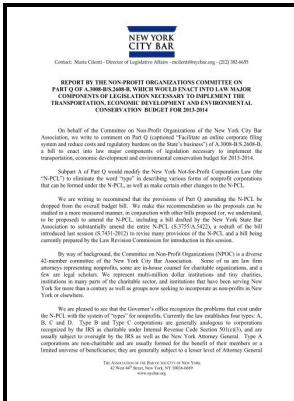 NEW YORK
CITY BAR
Contact: Maria Cilenti - Director of Legislative Affairs - mcilenti@nycbar.org - (212) 382-6655
REPORT BY THE NON-PROFIT ORGANIZATIONS COMMITTEE ON
PART Q OF A.3008-B/S.2608-B, WHICH WOULD ENACT INTO LAW MAJOR
COMPONENTS OF LEGISLATION NECESSARY TO IMPLEMENT THE
TRANSPORTATION, ECONOMIC DEVELOPMENT AND ENVIRONMENTAL
CONSERVATION BUDGET FOR 2013-2014
On behalf of the Committee on Non-Profit Organizations of the New York City Bar
Association, we write to comment on Part Q (captioned "Facilitate an online corporate filing
system and reduce costs and regulatory burdens on the State's business") of A.3008-B/S.2608-B,
a bill to enact into law major components of legislation necessary to implement the
transportation, economic development and environmental conservation budget for 2013-2014.
Subpart A of Part Q would modify the New York Not-for-Profit Corporation Law (the
"N-PCL") to eliminate the word "type" in describing various forms of nonprofit corporations
that can be formed under the N-PCL, as well as make certain other changes to the N-PCL.
We are writing to recommend that the provisions of Part Q amending the N-PCL be
dropped from the overall budget bill. We make this recommendation so the proposals can be
studied in a more measured manner, in conjunction with other bills proposed (or, we understand,
to be proposed) to amend the N-PCL, including a bill drafted by the New York State Bar
Association to substantially amend the entire N-PCL (S.3755/A.5422), a redraft of the bill
introduced last session (S.7431-2012) to revise many provisions of the N-PCL and a bill being
currently prepared by the Law Revision Commission for introduction in this session.
By way of background, the Committee on Non-Profit Organizations (NPOC) is a diverse
42-member committee of the New York City Bar Association. Some of us are law firm
attorneys representing nonprofits, some are in-house counsel for charitable organizations, and a
few are legal scholars. We represent multi-million dollar institutions and tiny charities,
institutions in many parts of the charitable sector, and institutions that have been serving New
York for more than a century as well as groups now seeking to incorporate as non-profits in New
York or elsewhere.
We are pleased to see that the Governor's office recognizes the problems that exist under
the N-PCL with the system of "types" for nonprofits. Currently the law establishes four types: A,
B, C and D. Type B and Type C corporations are generally analogous to corporations
recognized by the IRS as charitable under Internal Revenue Code Section 501(c)(3), and are
usually subject to oversight by the IRS as well as the New York Attorney General. Type A
corporations are non-charitable and are usually formed for the benefit of their members or a
limited universe of beneficiaries; they are generally subject to a lesser level of Attorney General
THE ASSOCIATION OF THE BAR OF THE CITY OF NEW YORK
42 West 44th Street, New York, NY 10036-6689
www.nycbar.org